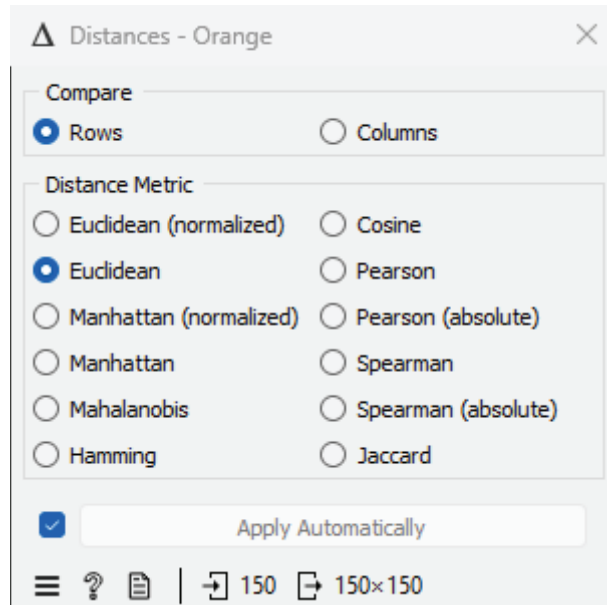 Δ Distances - Orange
Compare
Rows Columns
Distance Metric
Euclidean (normalized) Cosine
Euclidean Pearson
Manhattan (normalized) Pearson (absolute)
Manhattan Spearman
Mahalanobis Spearman (absolute)
Hamming Jaccard
Apply Automatically
? 150 150×150